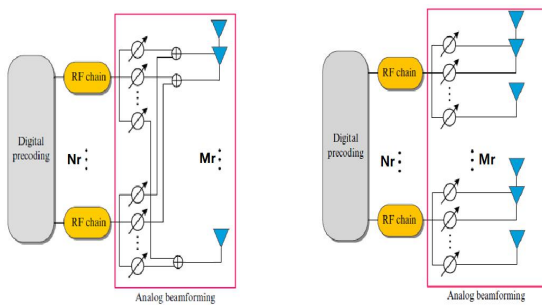 RF chain
Digital
precoding
Nr
Mr
RF chain
Analog beamforming
RF chain
Digital
precoding
Nr
Mr
RF chain
Analog beamforming